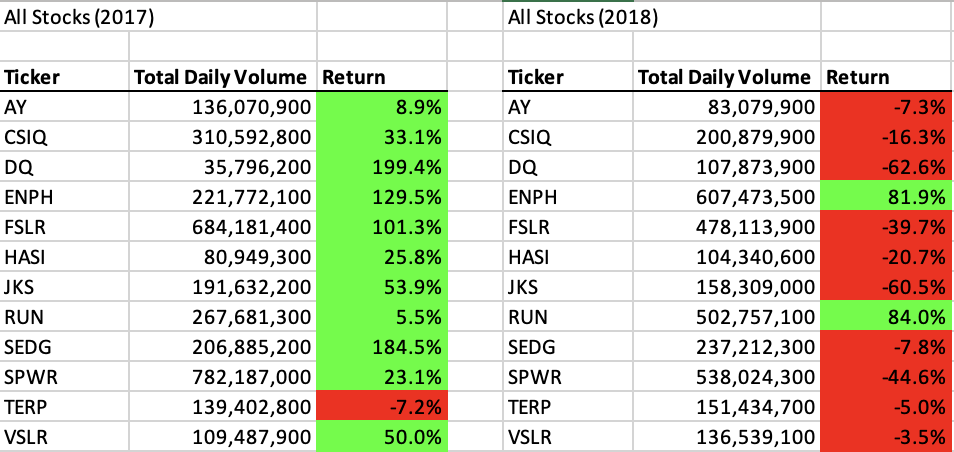 All Stocks (2017) All Stocks (2018)
Ticker Total Daily Volume Return Ticker Total Daily Volume Return
AY 136,070,900 8.9% AY 83,079,900 -7.3%
CSIQ 310,592,800 33.1% CSIQ 200,879,900 -16.3%
DQ 35,796,200 199.4% DQ 107,873,900 -62.6%
ENPH 221,772,100 129.5% ENPH 607,473,500 81.9%
FSLR 684,181,400 101.3% FSLR 478,113,900 -39.7%
HASI 80,949,300 25.8% HASI 104,340,600 -20.7%
JKS 191,632,200 53.9% JKS 158,309,000 -60.5%
RUN 267,681,300 5.5% RUN 502,757,100 84.0%
SEDG 206,885,200 184.5% SEDG 237,212,300 -7.8%
SPWR 782,187,000 23.1% SPWR 538,024,300 -44.6%
TERP 139,402,800 -7.2% TERP 151,434,700 -5.0%
VSLR 109,487,900 50.0% VSLR 136,539,100 -3.5%